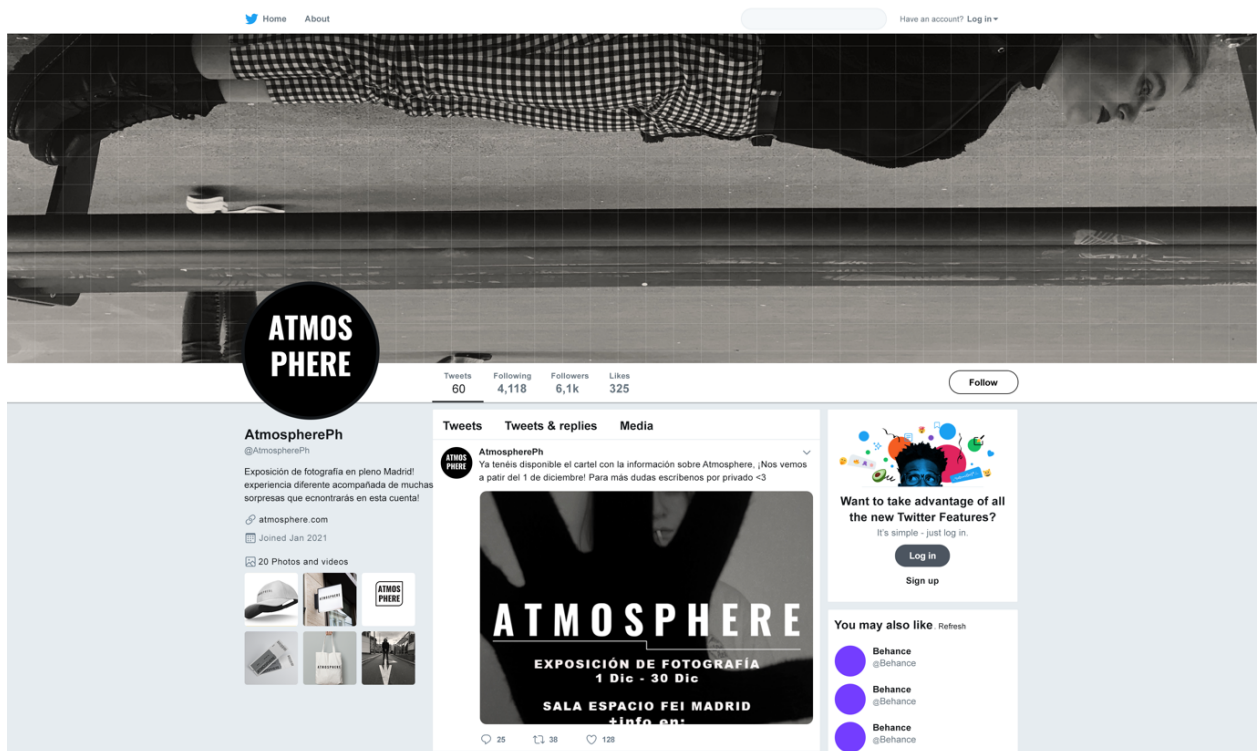 Home About
Have an account? Log in
ATMOS
PHERE
Tweets Following Followers Likes
60 4,118 6,1k 325
Follow
AtmospherePh
@AtmospherePh
Exposición de fotografía en pleno Madrid!
experiencia diferente acompañada de muchas
sorpresas que econtrarás en esta cuenta!
atmosphere.com
Joined Jan 2021
20 Photos and videos
ATMOSPHERE
ATMOS
PHERE
ATMOSPHERE
Tweets Tweets & replies Media
ATMOS
PHERE
AtmospherePh
Ya tenéis disponible el cartel con la información sobre Atmosphere, ¡Nos vemos
a patir del 1 de diciembre! Para más dudas escribenos por privado <3
ATMOSPHERE
EXPOSICIÓN DE FOTOGRAFÍA
1 Dic - 30 Dic
SALA ESPACIO FEI MADRID
+info en:
25 38 128
Want to take advantage of all
the new Twitter Features?
It's simple - just log in.
Log in
Sign up
You may also like. Refresh
Behance
@Behance
Behance
@Behance
Behance
@Behance